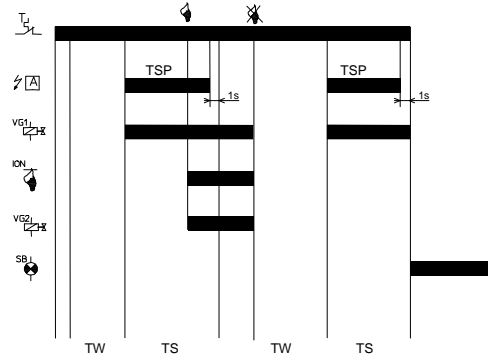 T
TSP TSP
A
1s 1s
VG1
ION
VG2
SB
TW TS TW TS